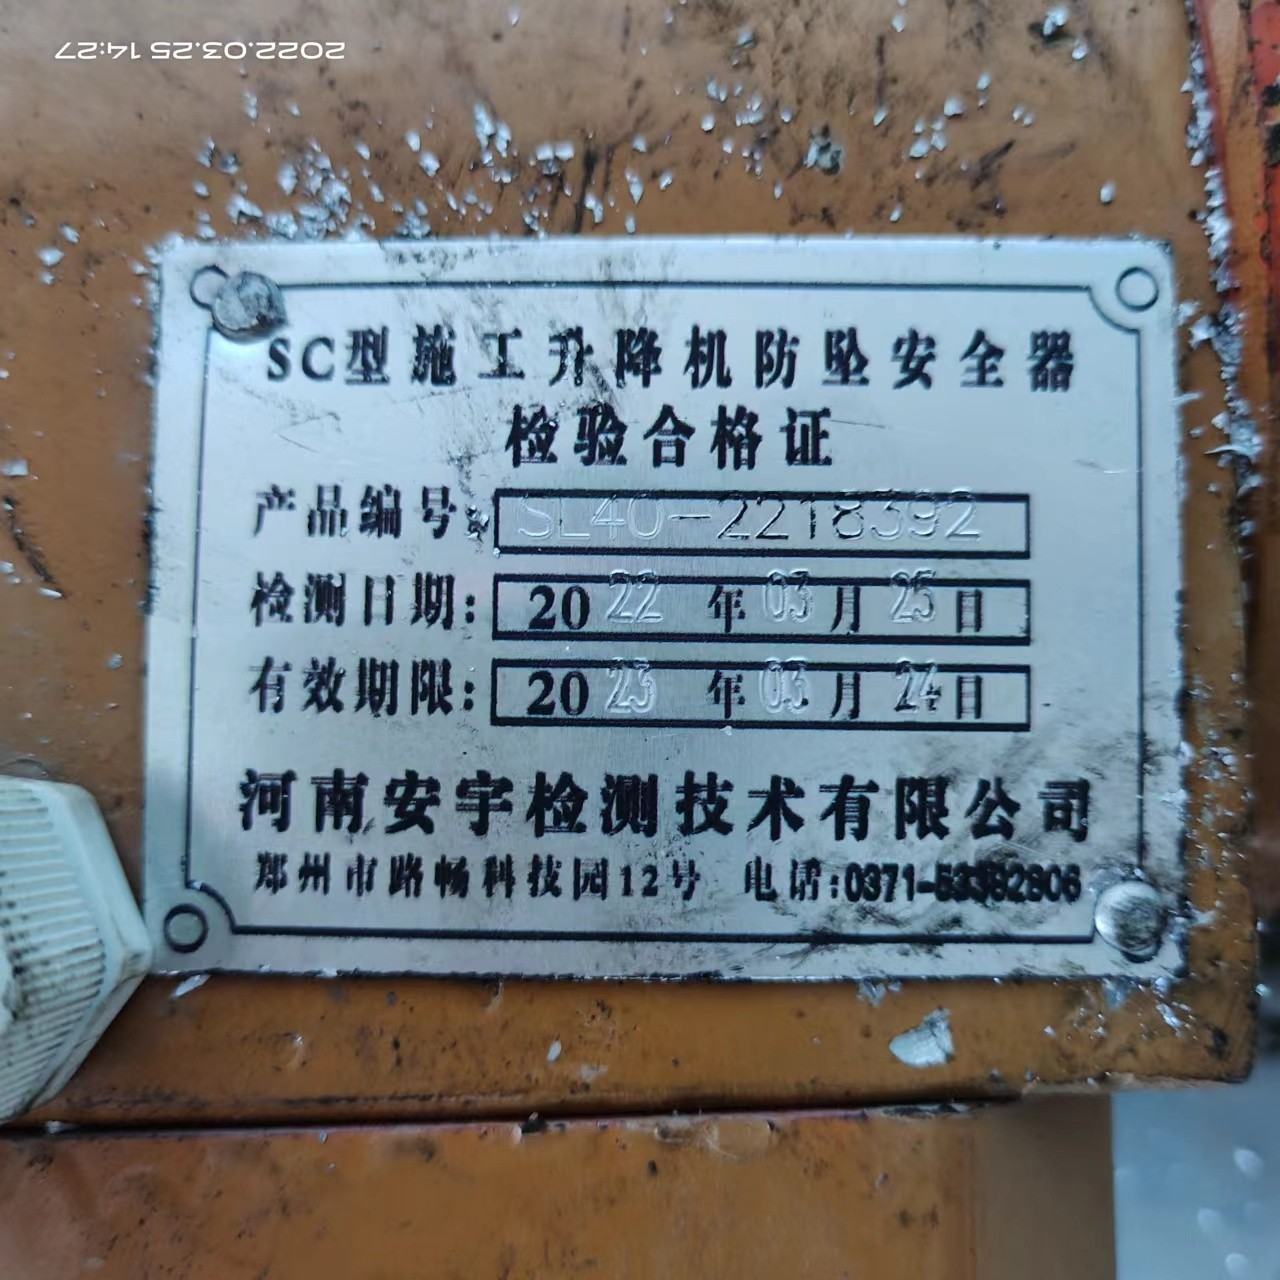 2022.03.25 14:27
SC型施工升降机防坠安全器
检验合格证
产品编号: SL40-2218392
检测日期: 2022年03月25日
有效期限: 2023年03月24日
河南安宇检测技术有限公司
郑州市路畅科技园12号 电话:0371-53382806